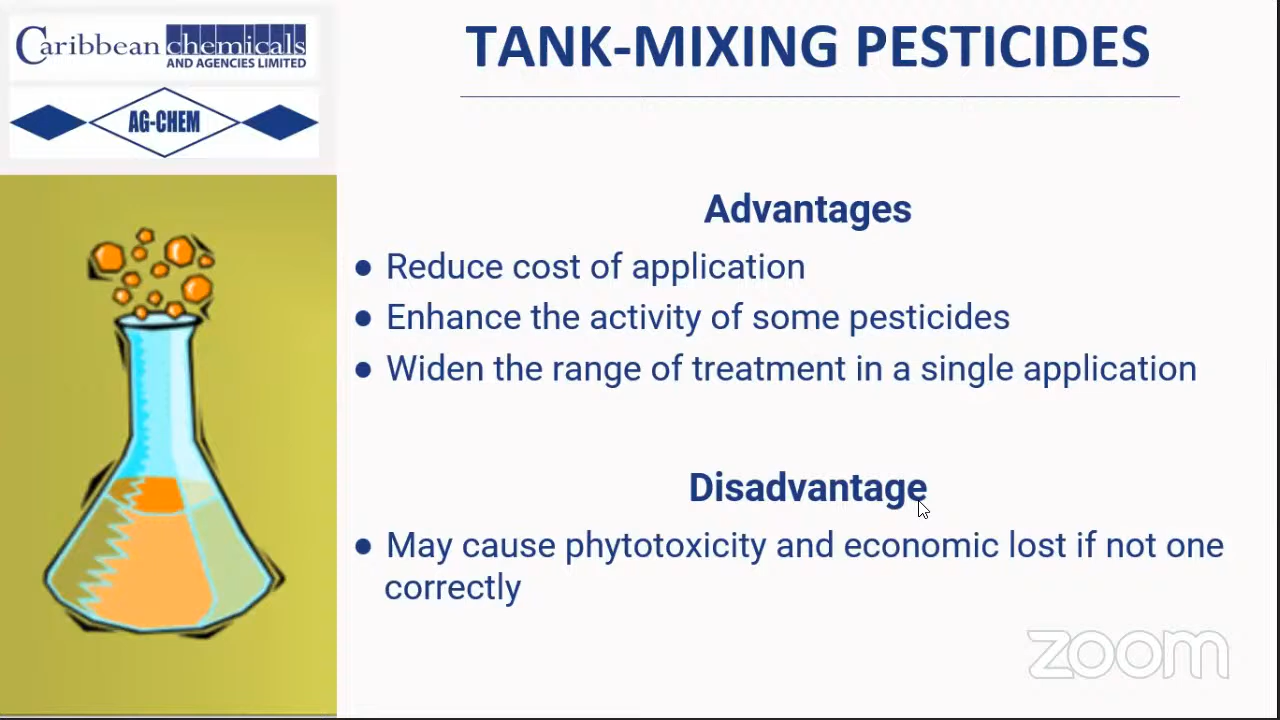 Caribbean chemicals
AND AGENCIES LIMITED
AG-CHEM
TANK-MIXING PESTICIDES
Advantages
● Reduce cost of application
● Enhance the activity of some pesticides
● Widen the range of treatment in a single application
Disadvantage
● May cause phytotoxicity and economic lost if not one
correctly
zoom